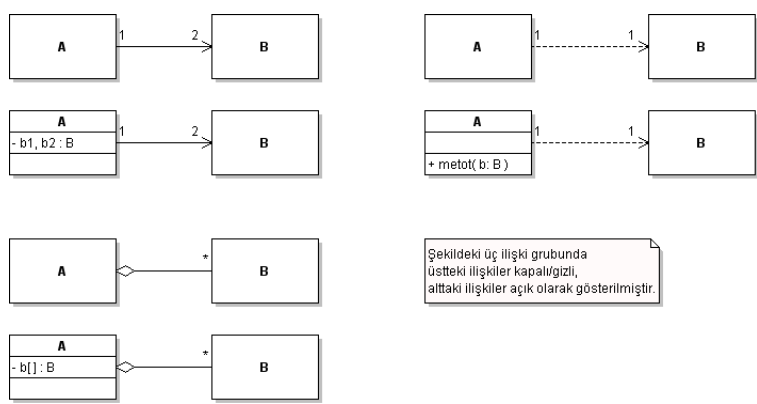 A 1 2 B
A 1 1 B
A
- b1, b2 : B
1 2 B
A
+ metot( b: B )
1 1 B
A * B
Şekildeki üç ilişki grubunda
üstteki ilişkiler kapalı/gizli,
alttaki ilişkiler açık olarak gösterilmiştir.
A
- b[ ] : B
* B